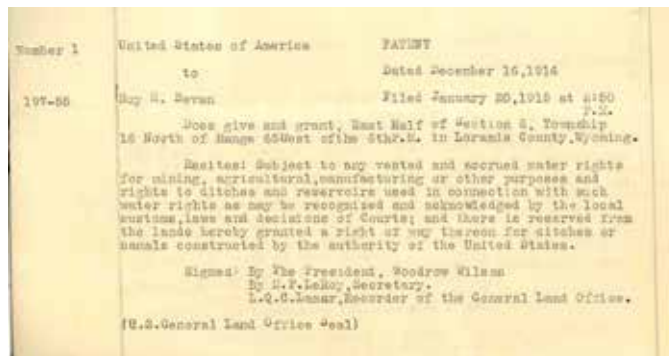 Number 1 United States of America PATENT
to Dated December 16,1914
197-55 Roy E. Bevan Filed January 20,1915 at 4:50
P.M.
Does give and grant, East Half of Section 6, Township
16 North of Range 65West ofthe 6thP.M. in Laramie County,Wyoming.
Recites: Subject to any vested and accrued water rights
for mining, agricultural,manufacturing or other purposes and
rights to ditches and reservoirs used in connection with such
water rights as may be recognized and acknowledged by the local
customs,laws and decisions of Courts; and there is reserved from
the lands hereby granted a right of way thereon for ditches or
canals constructed by the authority of the United States.
Signed: By The President, Woodrow Wilson
By M.P.LeRoy,Secretary.
L.Q.C.Lamar,Recorder of the General Land Office.
(U.S.General Land Office Seal)